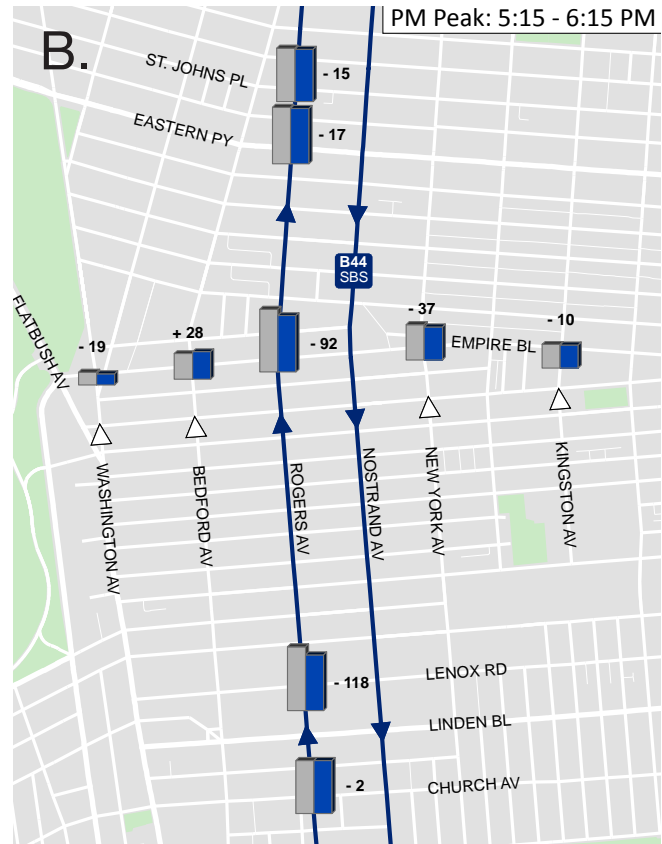 PM Peak: 5:15 - 6:15 PM
B.
ST. JOHNS PL
- 15
EASTERN PY
- 17
B44
SBS
FLATBUSH AV
- 19
+ 28
- 92
- 37
EMPIRE BL
- 10
WASHINGTON AV
BEDFORD AV
ROGERS AV
NOSTRAND AV
NEW YORK AV
KINGSTON AV
- 118
LENOX RD
LINDEN BL
- 2
CHURCH AV